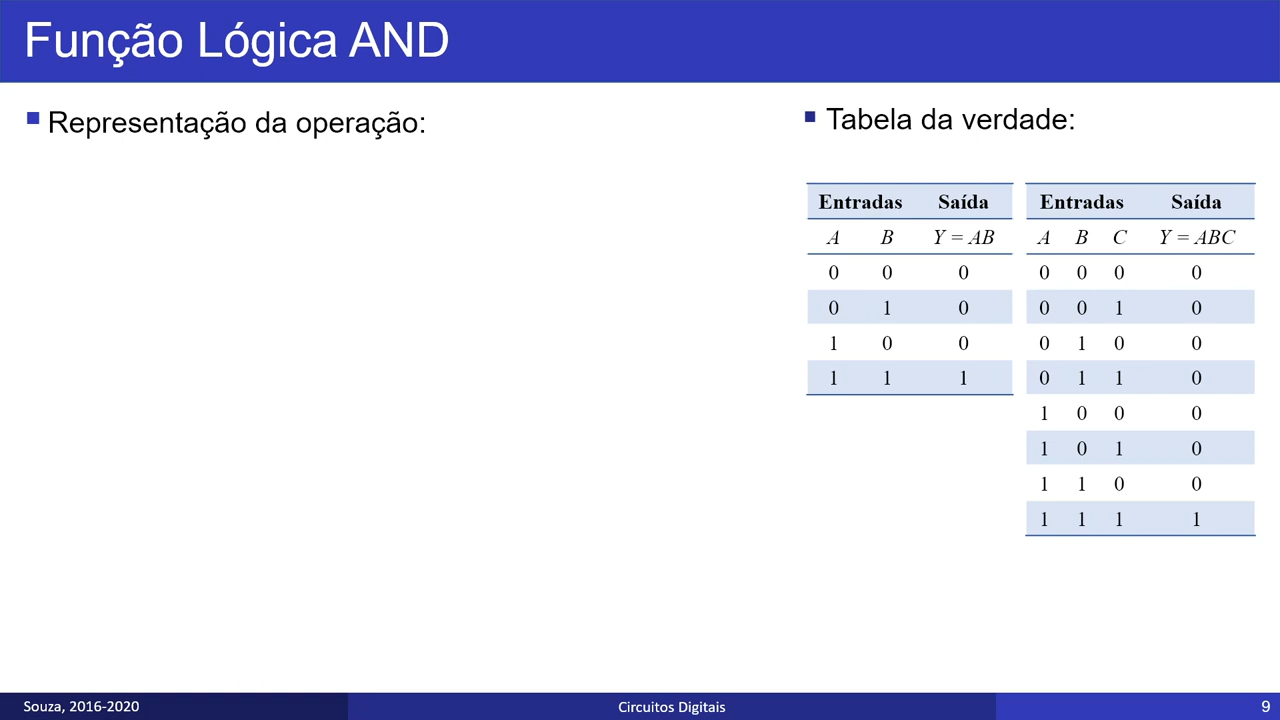 Função Lógica AND
Representação da operação:
Tabela da verdade:
Entradas Saída
A B Y = AB
0 0 0
0 1 0
1 0 0
1 1 1
Entradas Saída
A B C Y = ABC
0 0 0 0
0 0 1 0
0 1 0 0
0 1 1 0
1 0 0 0
1 0 1 0
1 1 0 0
1 1 1 1
Souza, 2016-2020
Circuitos Digitais
9